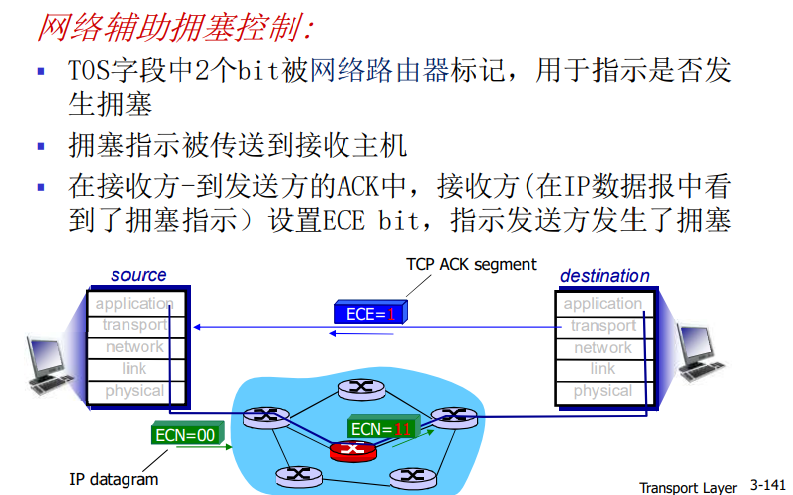 网络辅助拥塞控制:
▪ TOS字段中2个bit被网络路由器标记，用于指示是否发
生拥塞
▪ 拥塞指示被传送到接收主机
▪ 在接收方-到发送方的ACK中，接收方(在IP数据报中看
到了拥塞指示）设置ECE bit，指示发送方发生了拥塞
TCP ACK segment
source
destination
application
transport
network
link
physical
ECE=1
application
transport
network
link
physical
ECN=00
ECN=11
IP datagram
Transport Layer 3-141